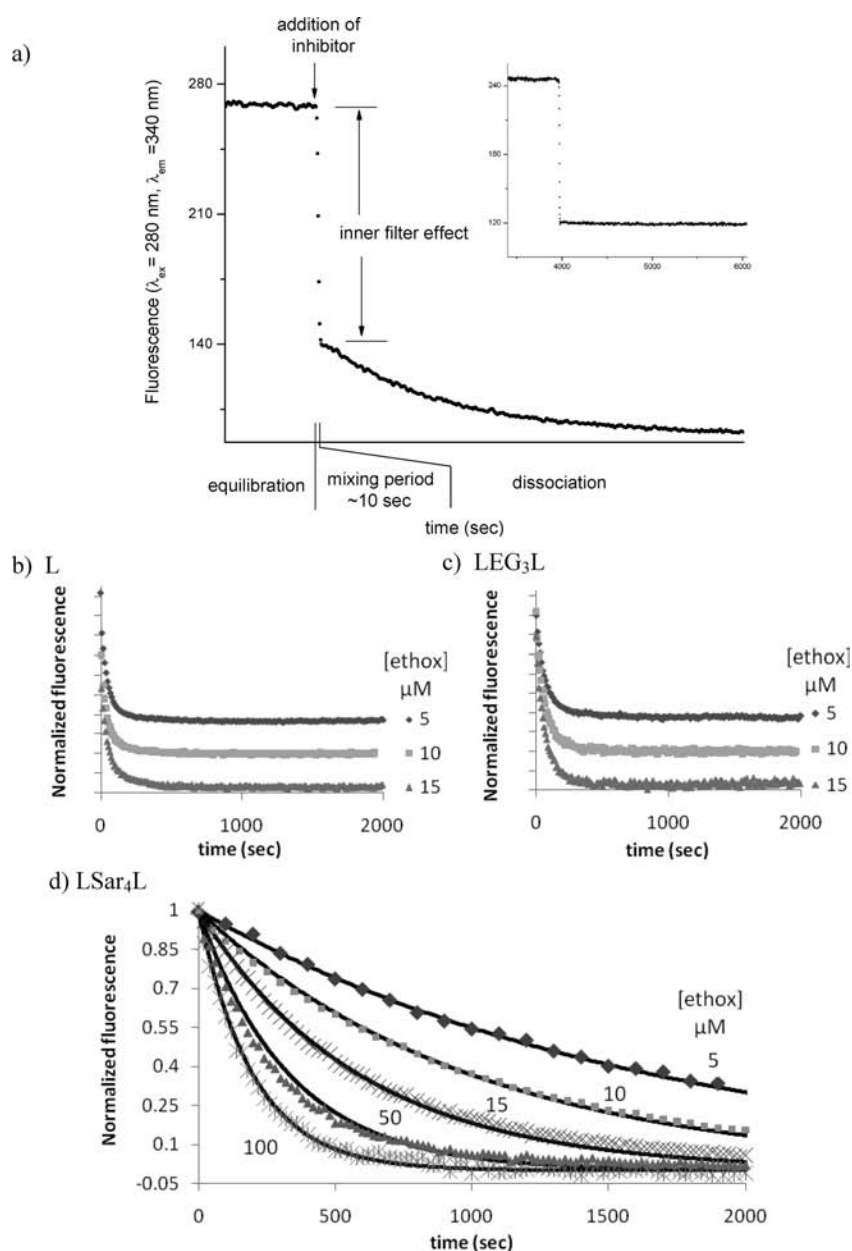 a)
addition of
inhibitor
Fluorescence (λex = 280 nm, λem =340 nm)
280
210
140
inner filter effect
240
180
120
4000 5000 6000
equilibration
mixing period
~10 sec
dissociation
time (sec)
b) L
Normalized fluorescence
[ethox]
μM
5
10
15
0 1000 2000
time (sec)
c) LEG₃L
Normalized fluorescence
[ethox]
μM
5
10
15
0 1000 2000
time (sec)
d) LSar₄L
Normalized fluorescence
1
0.85
0.7
0.55
0.4
0.25
0.1
-0.05
[ethox]
μM
5
10
15
50
100
0 500 1000 1500 2000
time (sec)